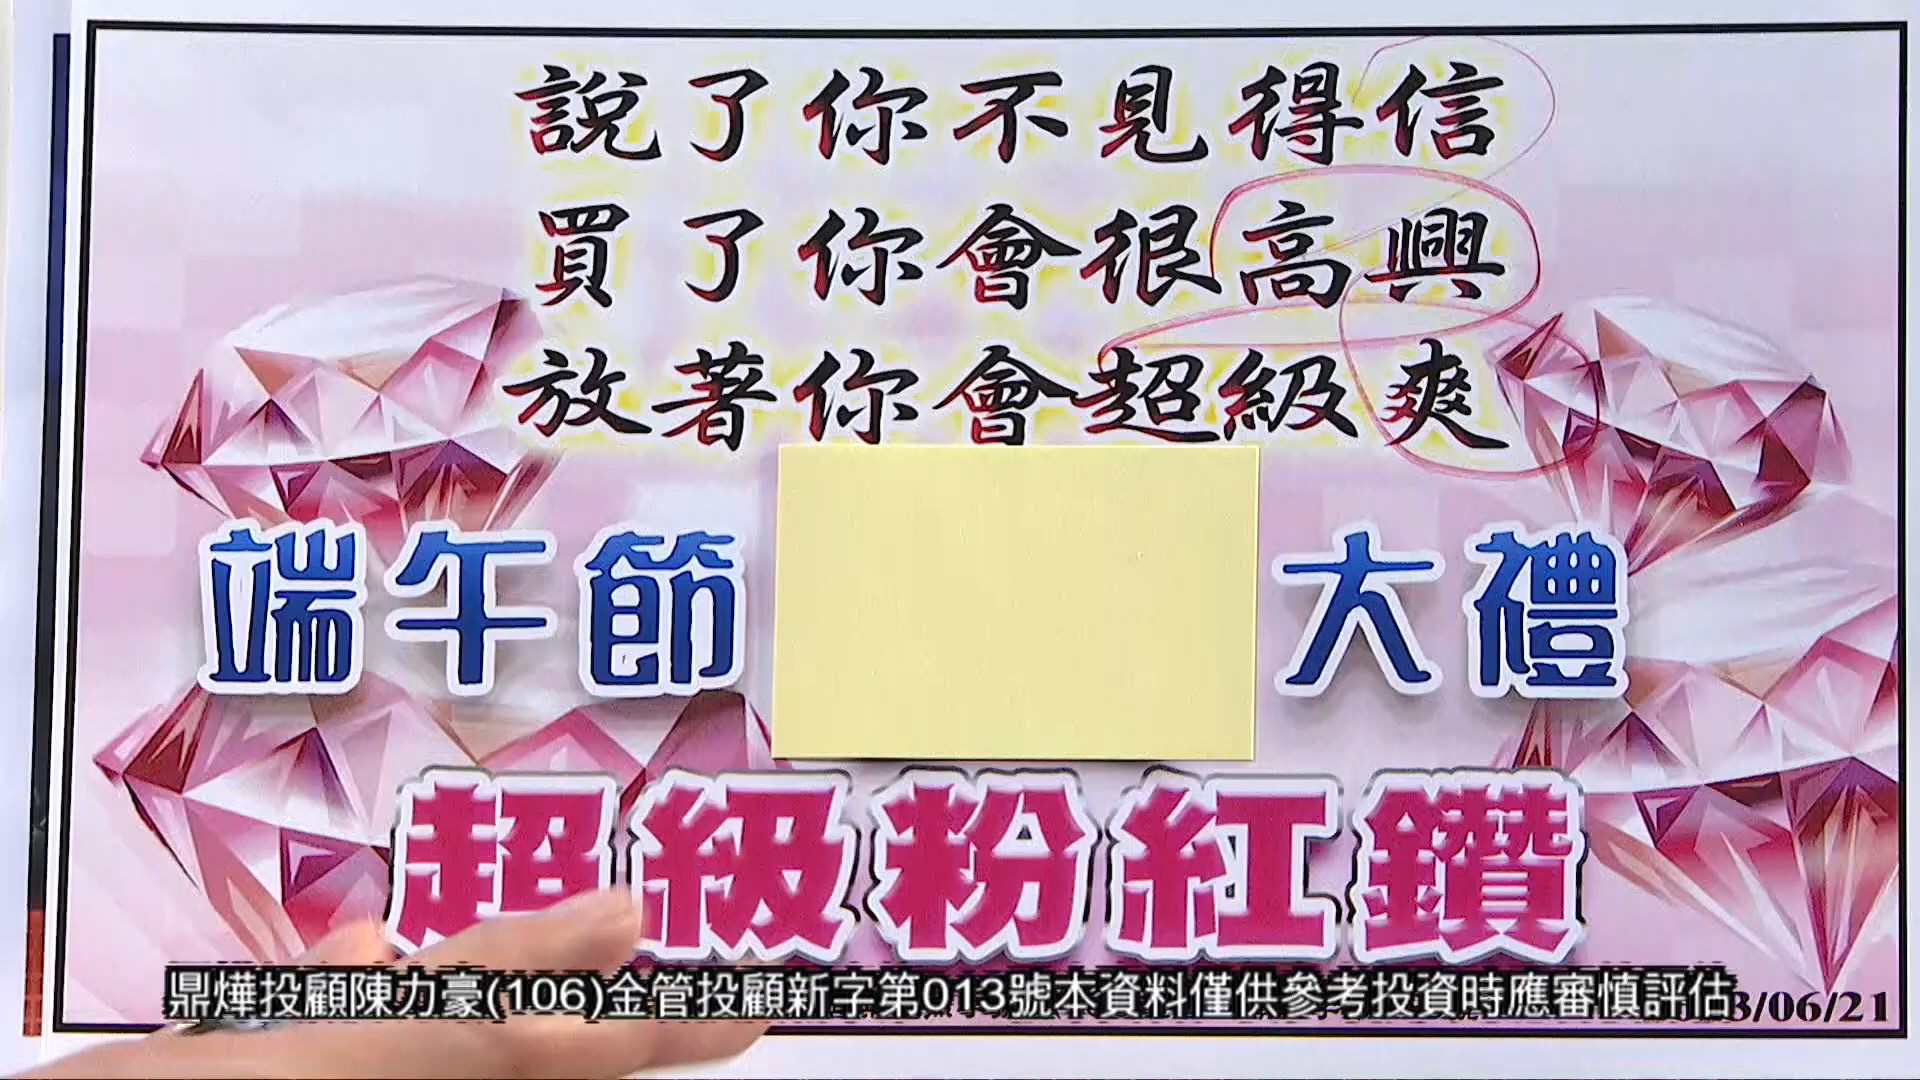 說了你不見得信
買了你會很高興
放著你會超級爽
端午節 大禮
超級粉紅鑽
鼎燁投顧陳力豪(106)金管投顧新字第013號本資料僅供參考投資時應審慎評估
3/06/21